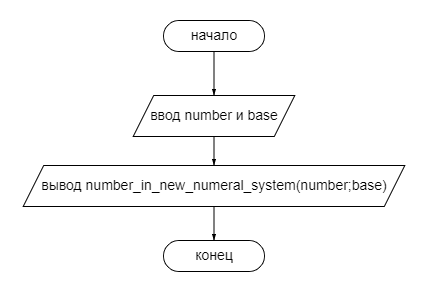 начало
ввод number и base
вывод number_in_new_numeral_system(number;base)
конец